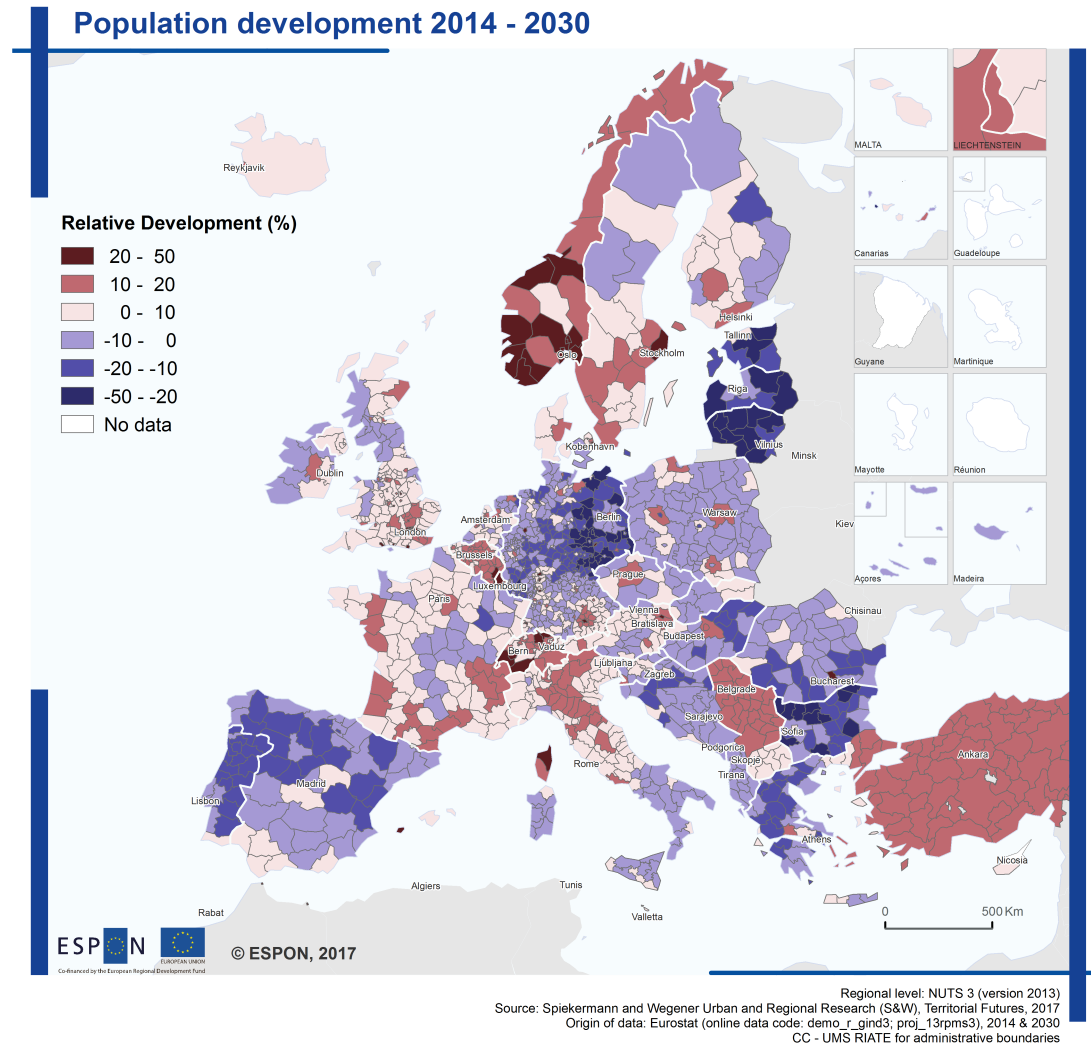 Population development 2014 - 2030
Relative Development (%)
20 - 50
10 - 20
0 - 10
-10 - 0
-20 - -10
-50 - -20
No data
MALTA
LIECHTENSTEIN
Canarias
Guadeloupe
Guyane
Martinique
Mayotte
Réunion
Açores
Madeira
Reykjavik
Helsinki
Tallinn
Oslo
Stockholm
Riga
Vilnius
Minsk
København
Dublin
Amsterdam
Berlin
Warsaw
Kiev
London
Brussels
Luxembourg
Prague
Paris
Vienna
Bratislava
Chisinau
Budapest
Bern
Vaduz
Ljubljana
Zagreb
Bucharest
Belgrade
Sarajevo
Sofia
Podgorica
Skopje
Ankara
Rome
Tirana
Madrid
Lisbon
Athens
Nicosia
Algiers
Tunis
Rabat
Valletta
0 500 Km
ESPON
EUROPEAN UNION
Co-financed by the European Regional Development Fund
© ESPON, 2017
Regional level: NUTS 3 (version 2013)
Source: Spiekermann and Wegener Urban and Regional Research (S&W), Territorial Futures, 2017
Origin of data: Eurostat (online data code: demo_r_gind3; proj_13rpms3), 2014 & 2030
CC - UMS RIATE for administrative boundaries